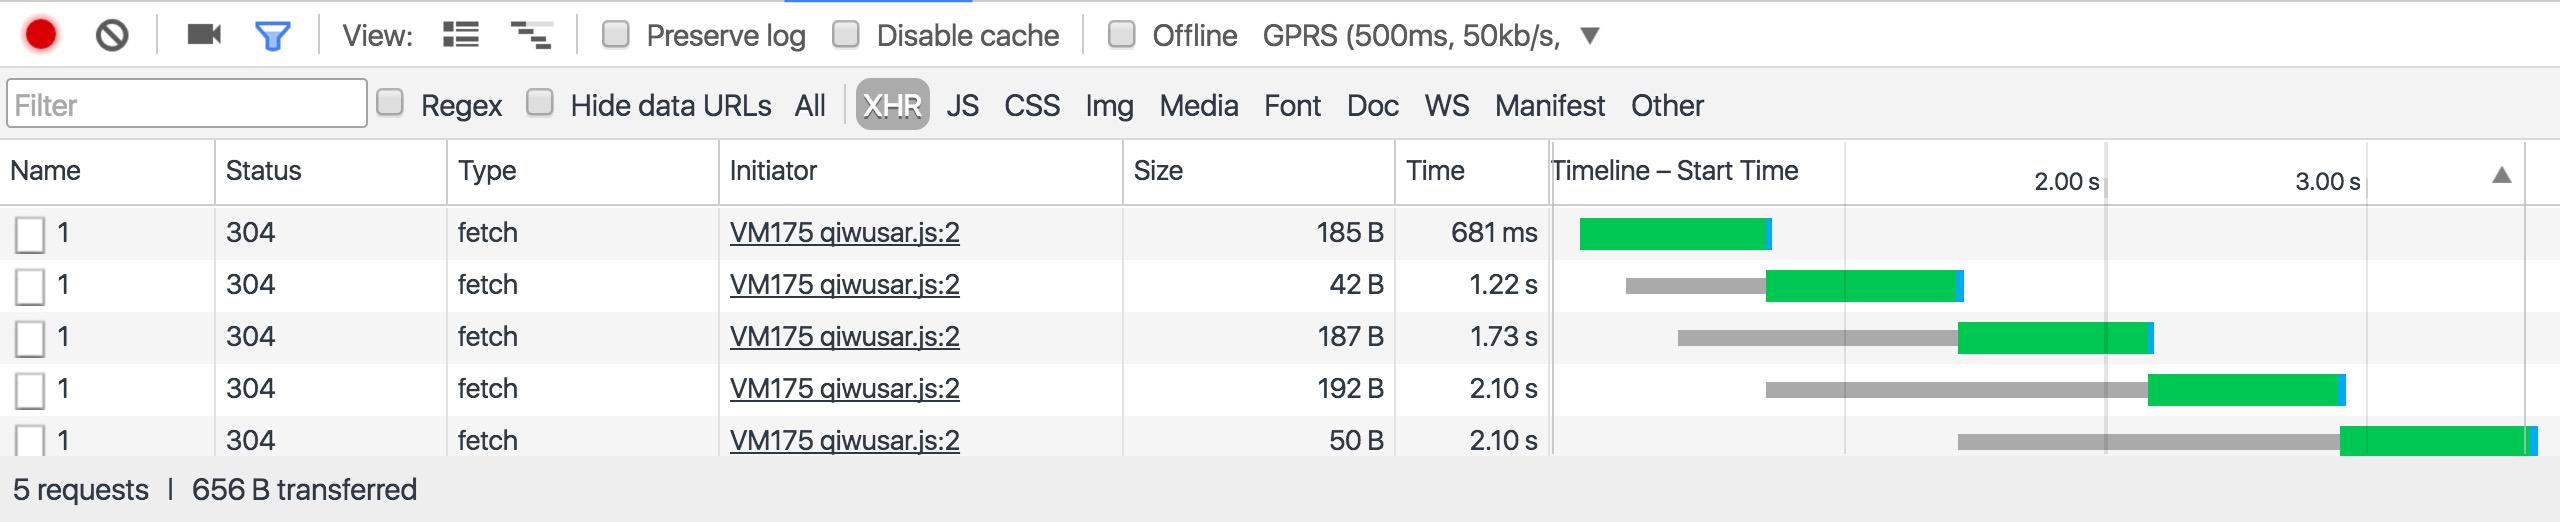 View: Preserve log Disable cache Offline GPRS (500ms, 50kb/s, ▼
Filter Regex Hide data URLs All XHR JS CSS Img Media Font Doc WS Manifest Other
Name Status Type Initiator Size Time Timeline – Start Time 2.00 s 3.00 s ▲
1 304 fetch VM175 qiwusar.js:2 185 B 681 ms
1 304 fetch VM175 qiwusar.js:2 42 B 1.22 s
1 304 fetch VM175 qiwusar.js:2 187 B 1.73 s
1 304 fetch VM175 qiwusar.js:2 192 B 2.10 s
1 304 fetch VM175 qiwusar.js:2 50 B 2.10 s
5 requests | 656 B transferred